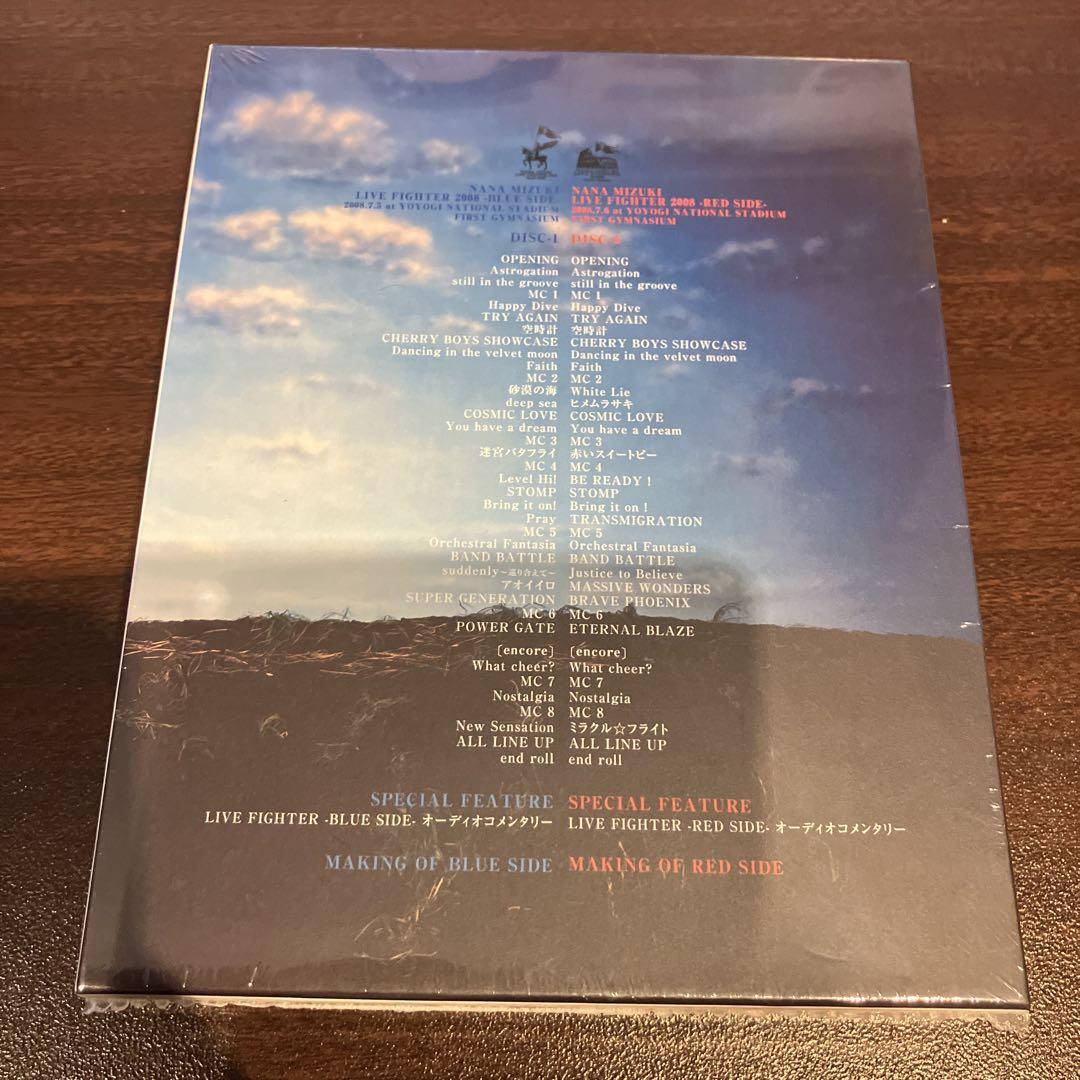 NANA MIZUKI
LIVE FIGHTER 2008 -BLUE SIDE-
2008.7.5 at YOYOGI NATIONAL STADIUM
FIRST GYMNASIUM
DISC-1
OPENING
Astrogation
still in the groove
MC 1
Happy Dive
TRY AGAIN
空時計
CHERRY BOYS SHOWCASE
Dancing in the velvet moon
Faith
MC 2
砂漠の海
deep sea
COSMIC LOVE
You have a dream
MC 3
迷宮バタフライ
MC 4
Level Hi!
STOMP
Bring it on!
Pray
MC 5
Orchestral Fantasia
BAND BATTLE
suddenly～巡り合えて～
アオイイロ
SUPER GENERATION
MC 6
POWER GATE
[encore]
What cheer?
MC 7
Nostalgia
MC 8
New Sensation
ALL LINE UP
end roll
SPECIAL FEATURE
LIVE FIGHTER -BLUE SIDE- オーディオコメンタリー
MAKING OF BLUE SIDE
NANA MIZUKI
LIVE FIGHTER 2008 -RED SIDE-
2008.7.6 at YOYOGI NATIONAL STADIUM
FIRST GYMNASIUM
OPENING
Astrogation
still in the groove
MC 1
Happy Dive
TRY AGAIN
空時計
CHERRY BOYS SHOWCASE
Dancing in the velvet moon
Faith
MC 2
White Lie
ヒメムラサキ
COSMIC LOVE
You have a dream
MC 3
赤いスイートピー
MC 4
BE READY !
STOMP
Bring it on !
TRANSMIGRATION
MC 5
Orchestral Fantasia
BAND BATTLE
Justice to Believe
MASSIVE WONDERS
BRAVE PHOENIX
MC 6
ETERNAL BLAZE
[encore]
What cheer?
MC 7
Nostalgia
MC 8
ミラクル☆フライト
ALL LINE UP
end roll
SPECIAL FEATURE
LIVE FIGHTER -RED SIDE- オーディオコメンタリー
MAKING OF RED SIDE